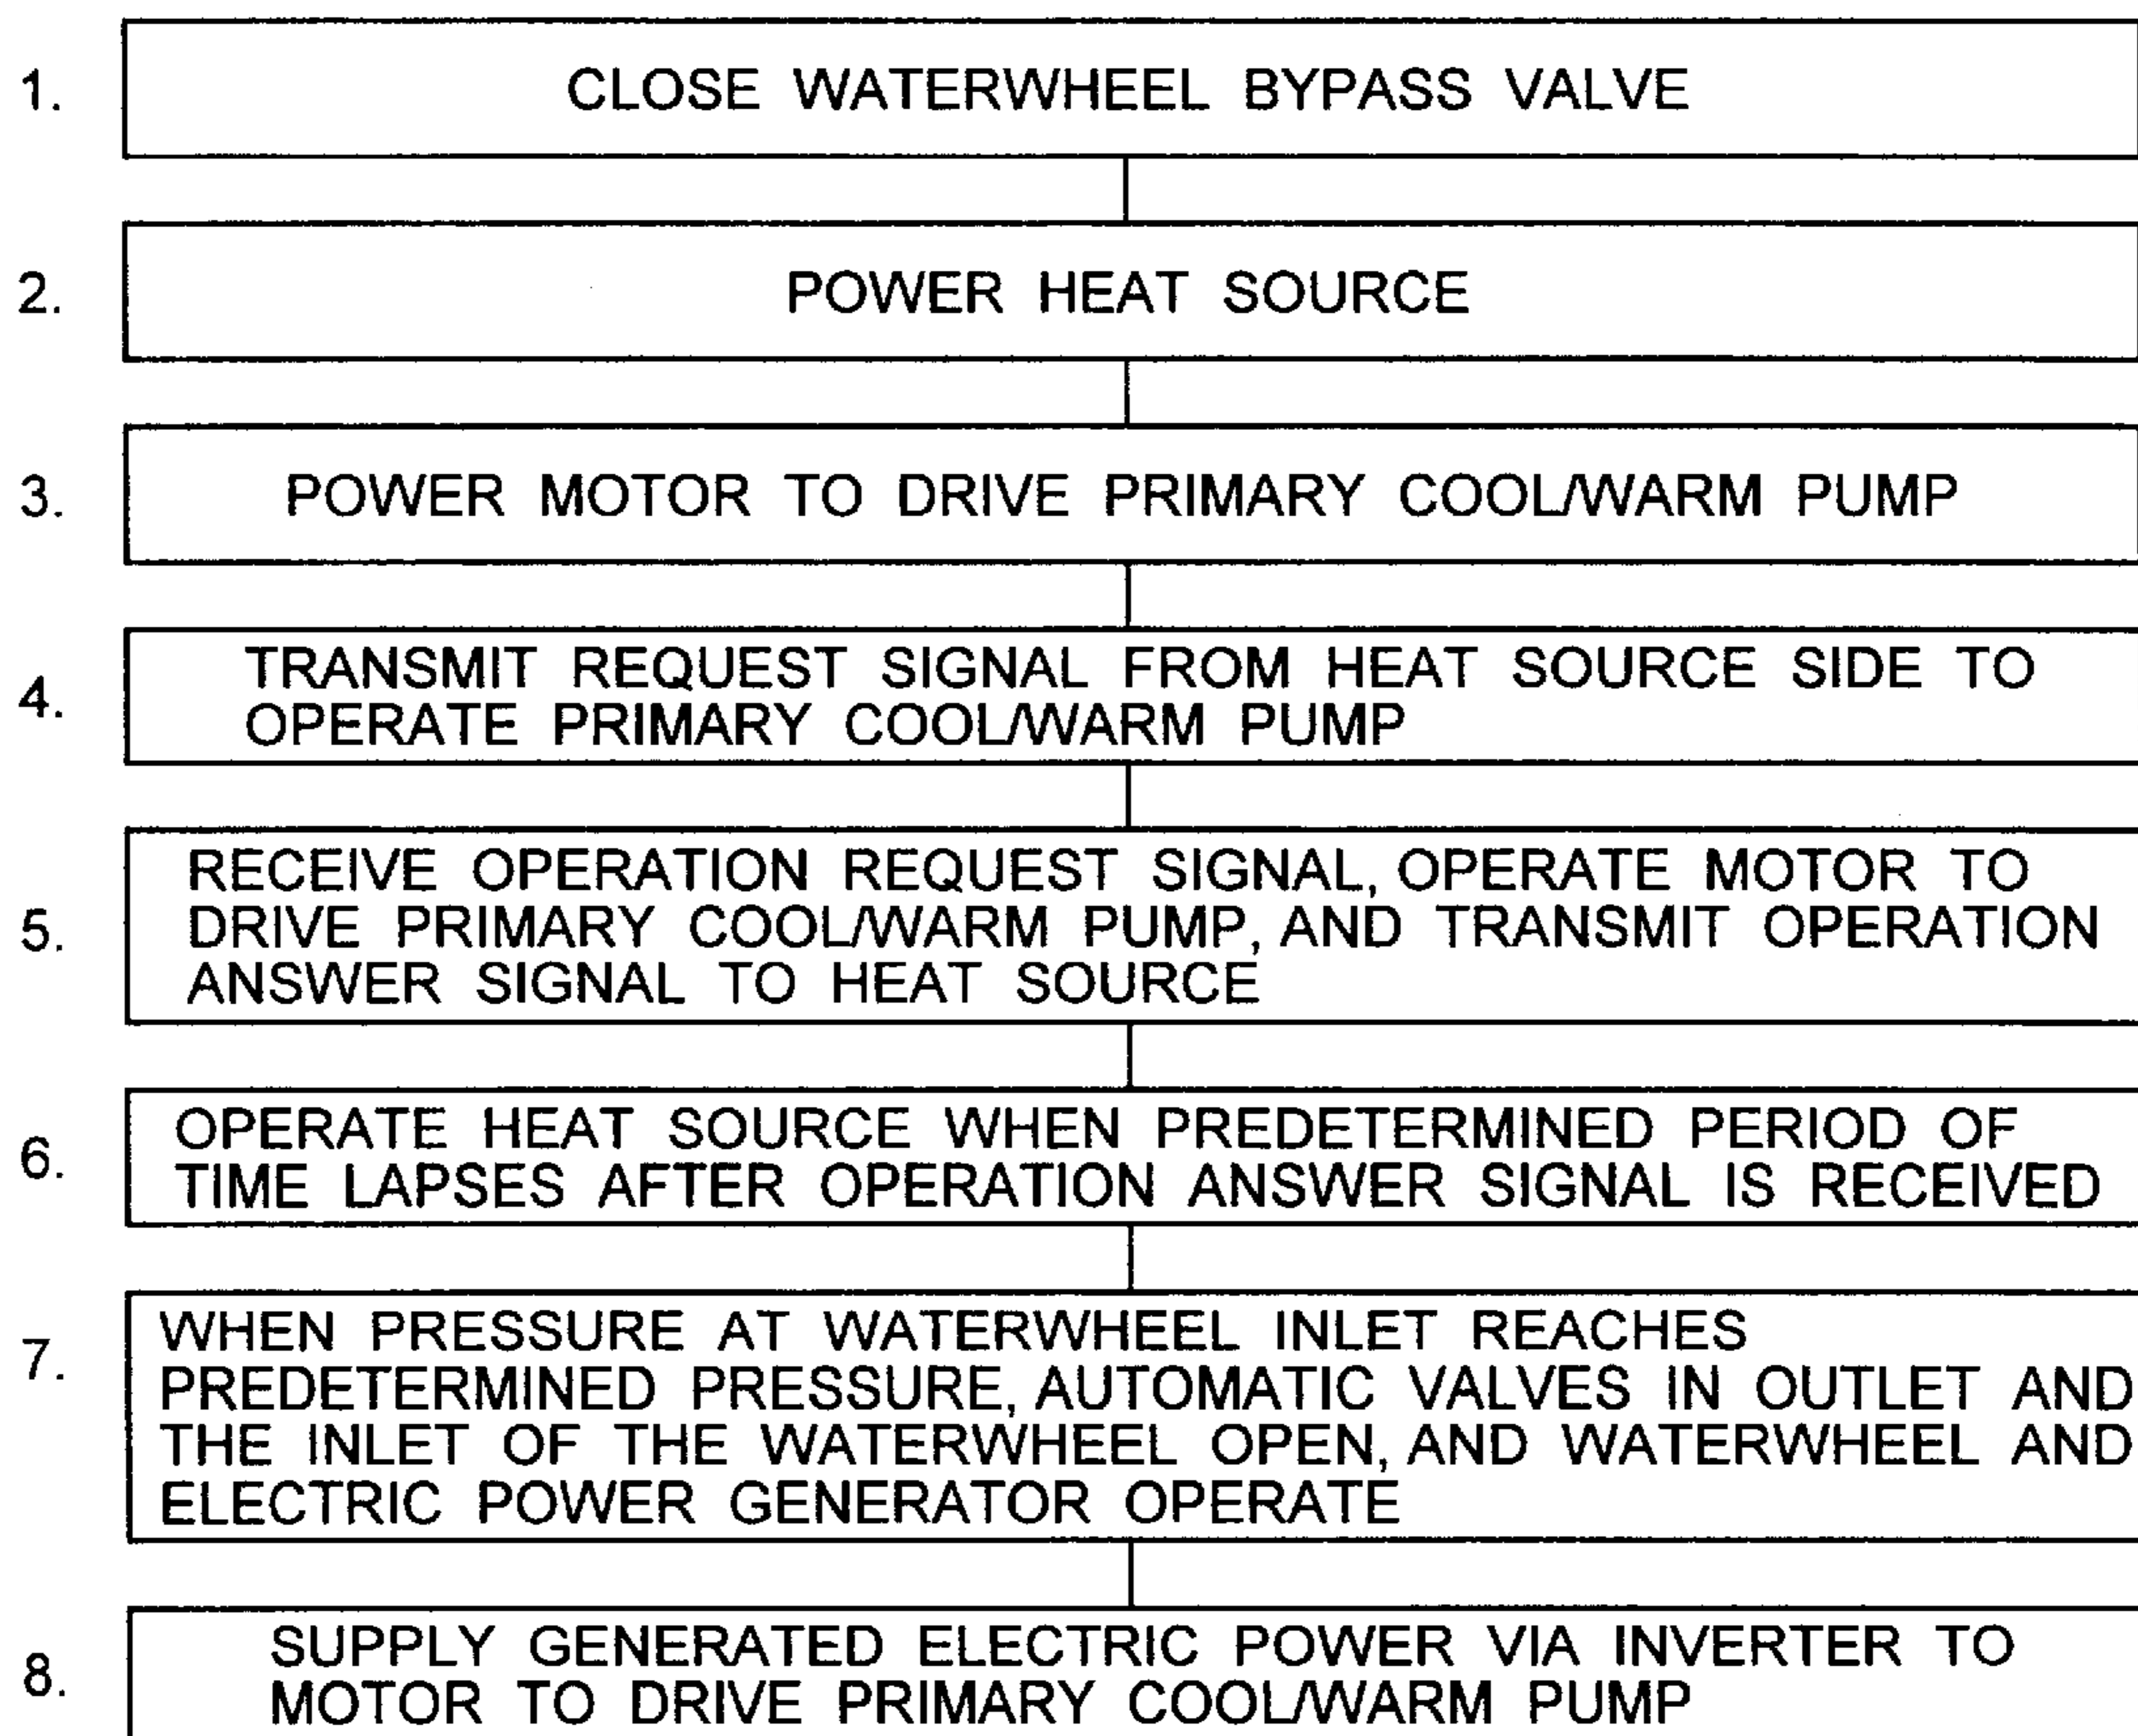 1. CLOSE WATERWHEEL BYPASS VALVE
2. POWER HEAT SOURCE
3. POWER MOTOR TO DRIVE PRIMARY COOL/WARM PUMP
4. TRANSMIT REQUEST SIGNAL FROM HEAT SOURCE SIDE TO
OPERATE PRIMARY COOL/WARM PUMP
5. RECEIVE OPERATION REQUEST SIGNAL, OPERATE MOTOR TO
DRIVE PRIMARY COOL/WARM PUMP, AND TRANSMIT OPERATION
ANSWER SIGNAL TO HEAT SOURCE
6. OPERATE HEAT SOURCE WHEN PREDETERMINED PERIOD OF
TIME LAPSES AFTER OPERATION ANSWER SIGNAL IS RECEIVED
7. WHEN PRESSURE AT WATERWHEEL INLET REACHES
PREDETERMINED PRESSURE, AUTOMATIC VALVES IN OUTLET AND
THE INLET OF THE WATERWHEEL OPEN, AND WATERWHEEL AND
ELECTRIC POWER GENERATOR OPERATE
8. SUPPLY GENERATED ELECTRIC POWER VIA INVERTER TO
MOTOR TO DRIVE PRIMARY COOL/WARM PUMP